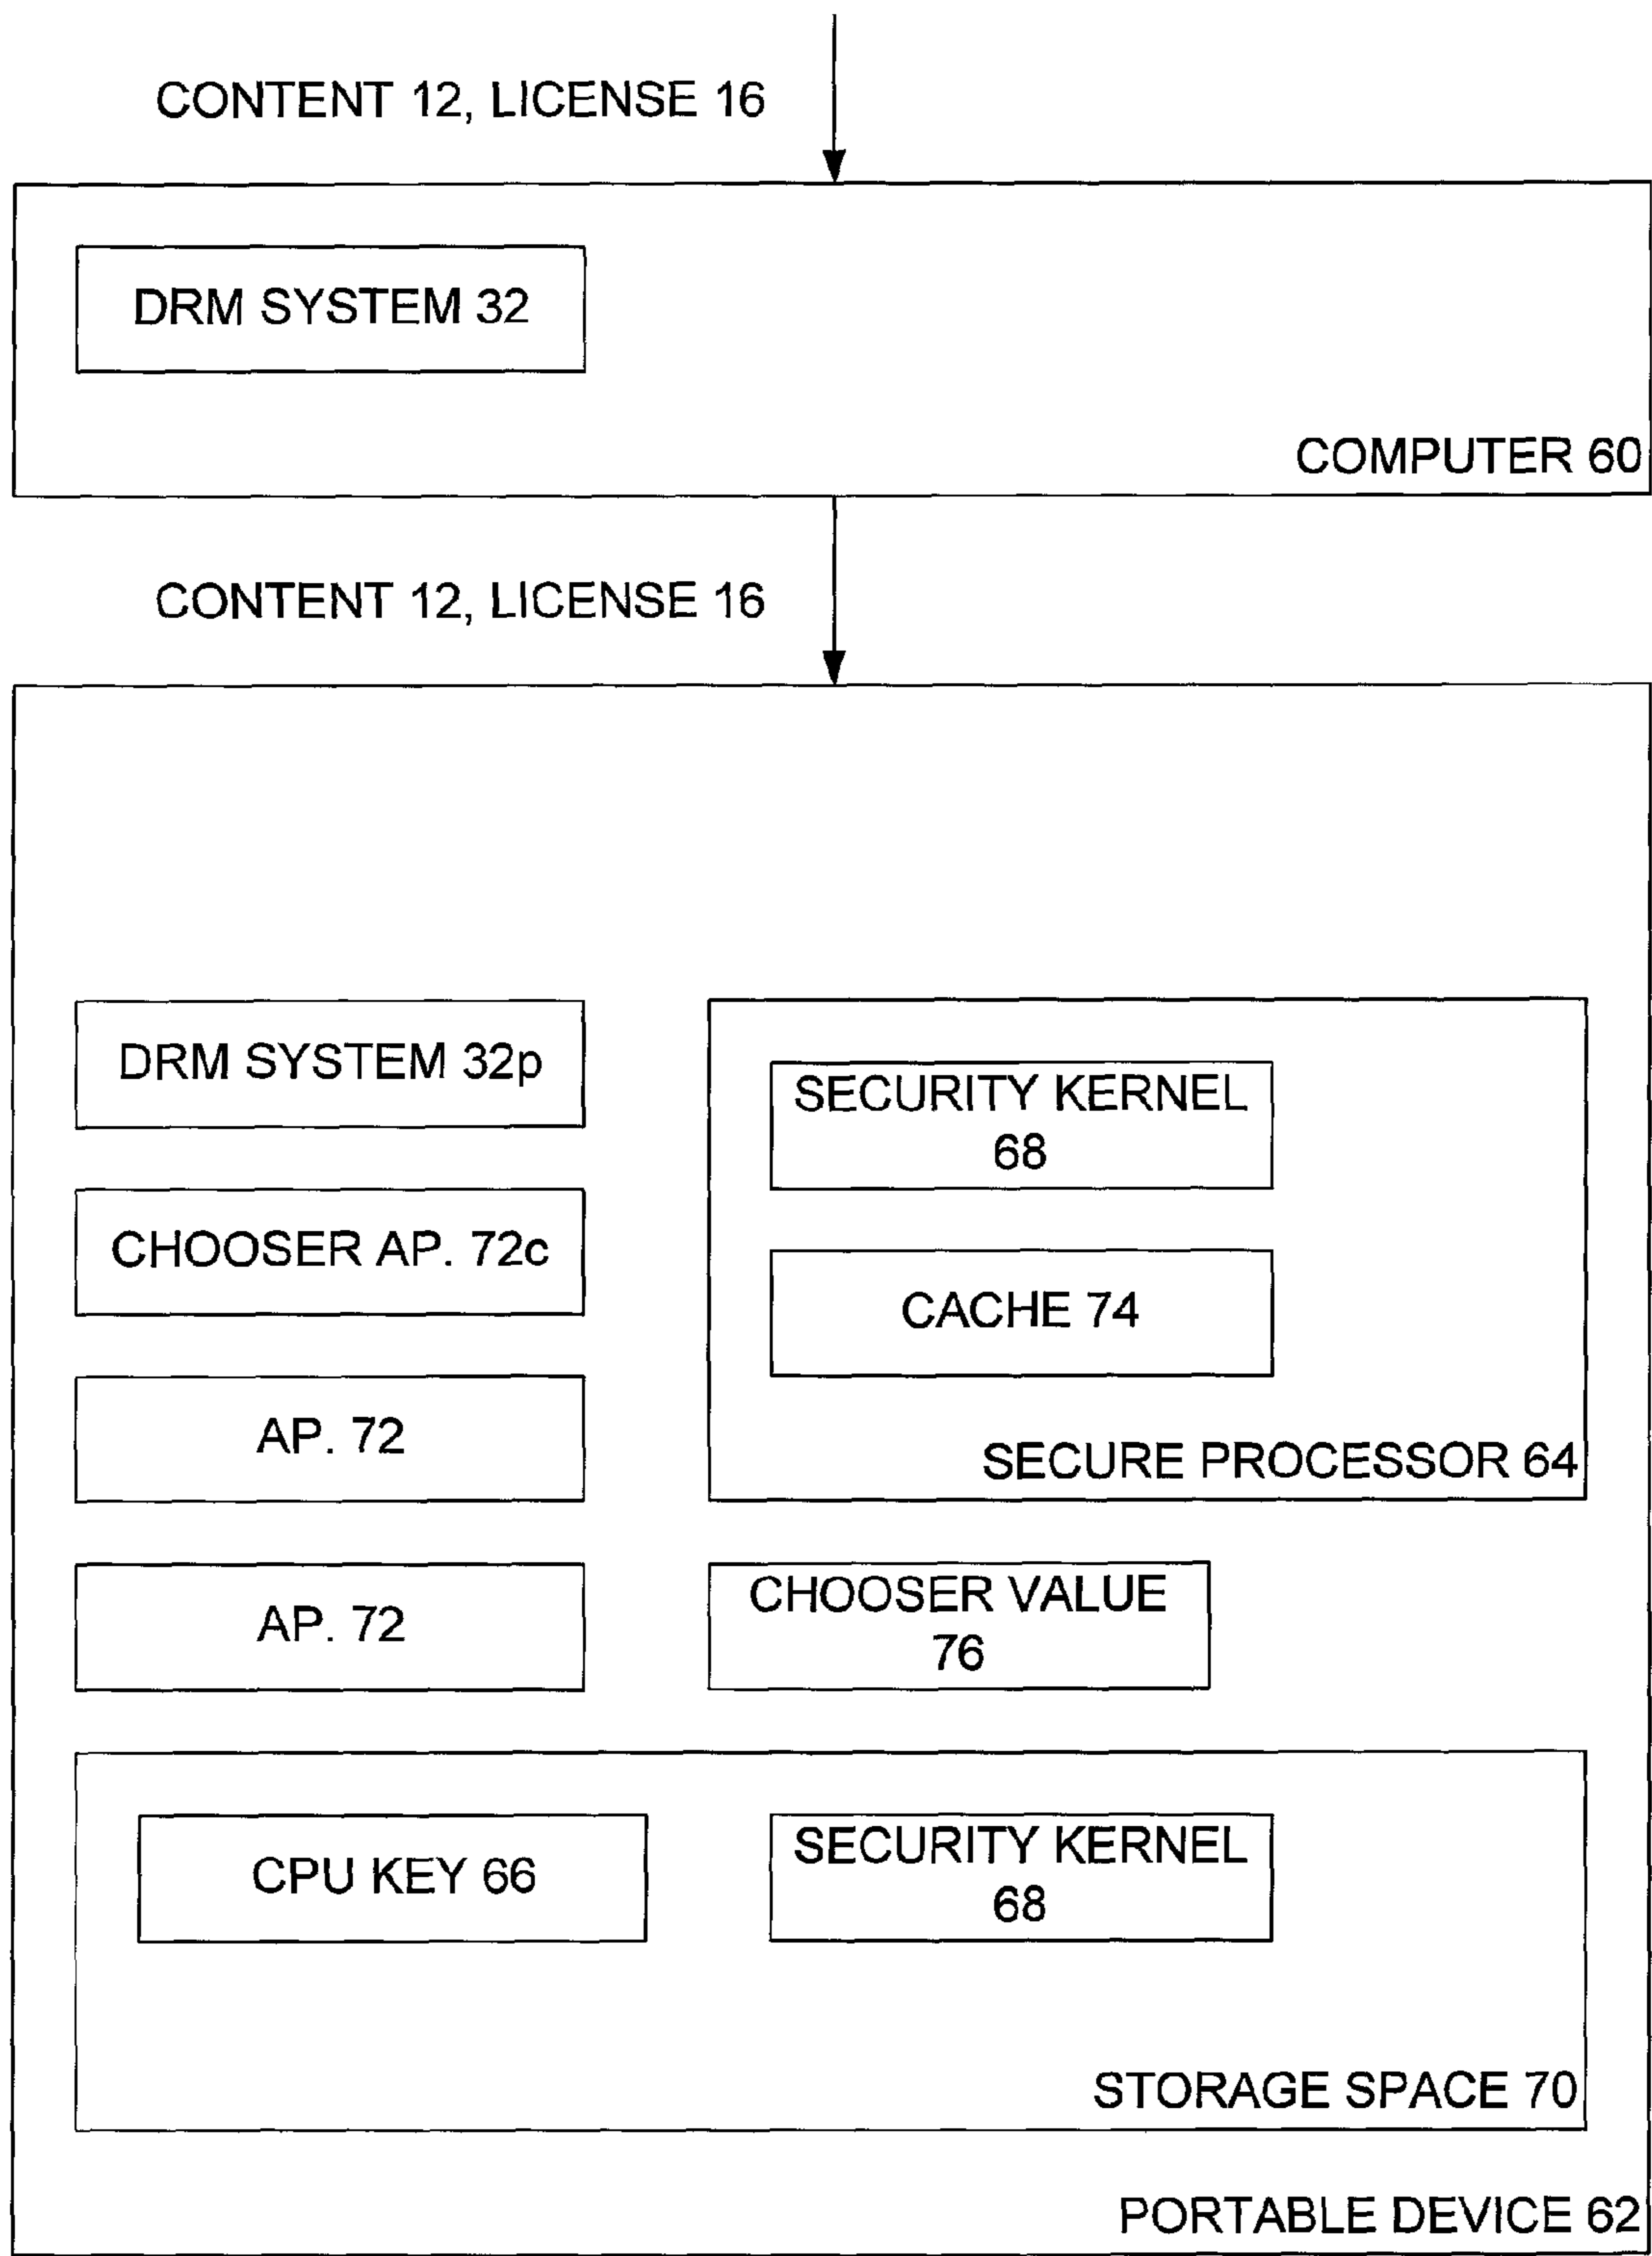 CONTENT 12, LICENSE 16
DRM SYSTEM 32
COMPUTER 60
CONTENT 12, LICENSE 16
DRM SYSTEM 32p
SECURITY KERNEL
68
CHOOSER AP. 72c
CACHE 74
AP. 72
SECURE PROCESSOR 64
AP. 72
CHOOSER VALUE
76
CPU KEY 66
SECURITY KERNEL
68
STORAGE SPACE 70
PORTABLE DEVICE 62